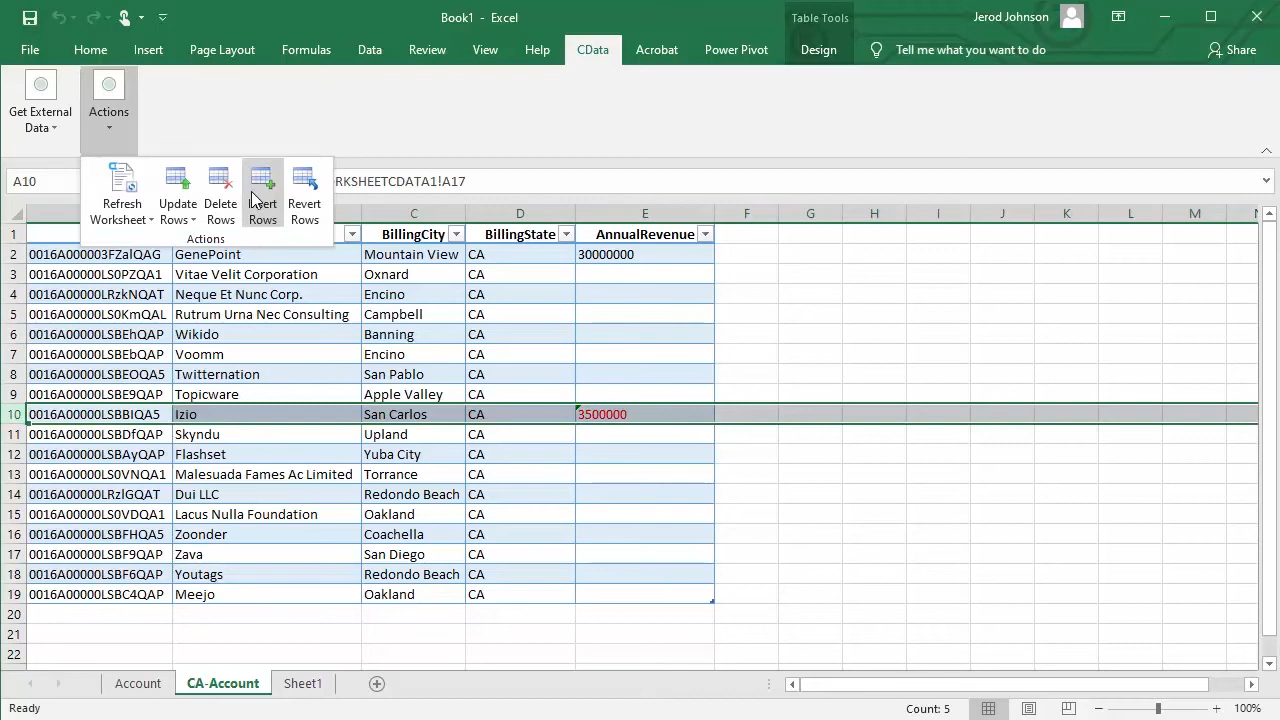 Book1 - Excel
Table Tools
Jerod Johnson
File Home Insert Page Layout Formulas Data Review View Help CData Acrobat Power Pivot Design Tell me what you want to do Share
Get External Data
Actions
Refresh Worksheet
Update Rows
Delete Rows
Insert Rows
Revert Rows
Actions
A10 RKSHEETCDATA1!A17
C D E F G H I J K L M N
1 BillingCity BillingState AnnualRevenue
2 0016A000003FZalQAG GenePoint Mountain View CA 30000000
3 0016A00000LS0PZQA1 Vitae Velit Corporation Oxnard CA
4 0016A00000LRzkNQAT Neque Et Nunc Corp. Encino CA
5 0016A00000LS0KmQAL Rutrum Urna Nec Consulting Campbell CA
6 0016A00000LSBEhQAP Wikido Banning CA
7 0016A00000LSBEbQAP Voomm Encino CA
8 0016A00000LSBEOQA5 Twitternation San Pablo CA
9 0016A00000LSBE9QAP Topicware Apple Valley CA
10 0016A00000LSBBIQA5 Izio San Carlos CA 3500000
11 0016A00000LSBDfQAP Skyndu Upland CA
12 0016A00000LSBAyQAP Flashset Yuba City CA
13 0016A00000LS0VNQA1 Malesuada Fames Ac Limited Torrance CA
14 0016A00000LRzlGQAT Dui LLC Redondo Beach CA
15 0016A00000LS0VDQA1 Lacus Nulla Foundation Oakland CA
16 0016A00000LSBFHQA5 Zoonder Coachella CA
17 0016A00000LSBF9QAP Zava San Diego CA
18 0016A00000LSBF6QAP Youtags Redondo Beach CA
19 0016A00000LSBC4QAP Meejo Oakland CA
20
21
22
Account CA-Account Sheet1
Ready Count: 5 100%